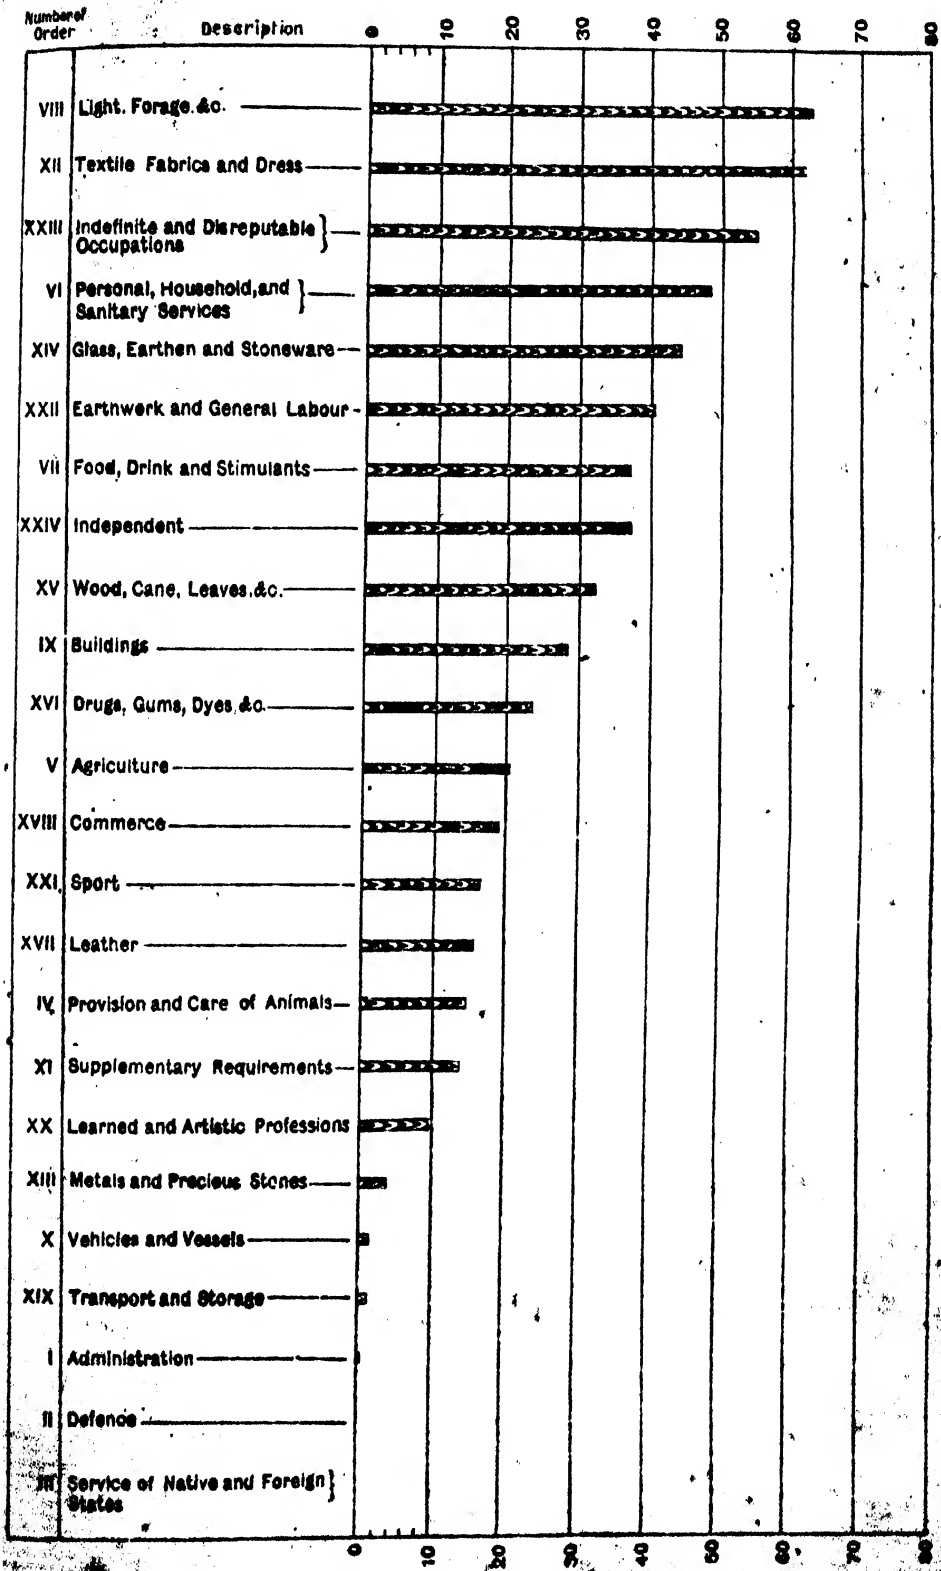 Number of
Order Description 0 10 20 30 40 50 60 70 80
VIII Light. Forage. &c.
XII Textile Fabrics and Dress
XXIII Indefinite and Disreputable }
Occupations
VI Personal, Household, and }
Sanitary Services
XIV Glass, Earthen and Stoneware
XXII Earthwork and General Labour
VII Food, Drink and Stimulants
XXIV Independent
XV Wood, Cane, Leaves. &c.
IX Buildings
XVI Drugs, Gums, Dyes, &c.
V Agriculture
XVIII Commerce
XXI. Sport
XVII Leather
IV. Provision and Care of Animals
XI Supplementary Requirements
XX Learned and Artistic Professions
XIII Metals and Precious Stones
X Vehicles and Vessels
XIX Transport and Storage
I Administration
II Defence
III Service of Native and Foreign }
States
0 10 20 30 40 50 60 70 80